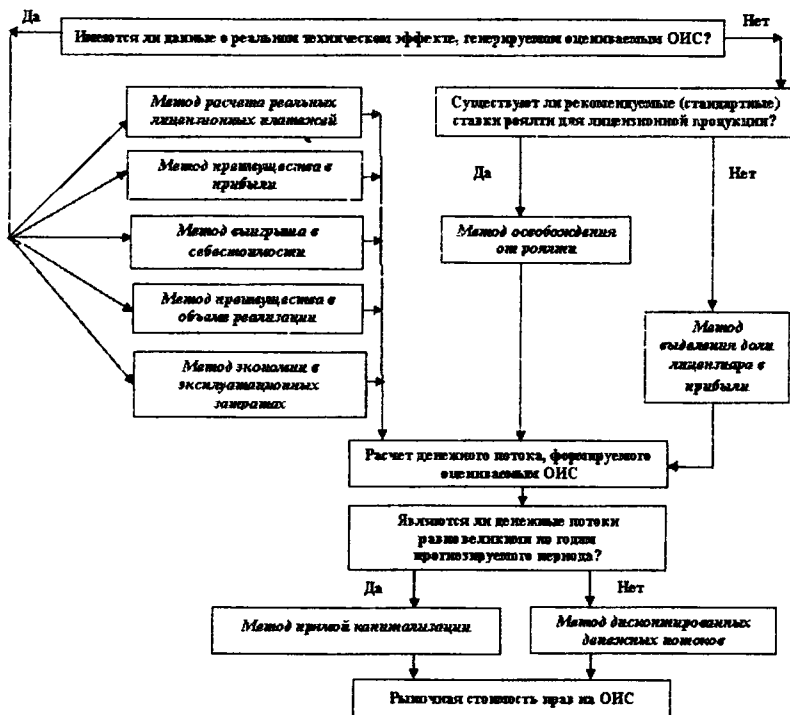 Да
Нет
Имеются ли данные о реальном техническом эффекте, генерируемом оцениваемым ОИС?
Метод расчета реальных
лицензионных платежей
Существуют ли рекомендуемые (стандартные)
ставки роялти для лицензионной продукции?
Метод преимущества в
прибыли
Да
Нет
Метод выигрыша в
себестоимости
Метод освобождения
от роялти
Метод преимущества в
объеме реализации
Метод
выделения доли
лицензиара в
прибыли
Метод экономии в
эксплуатационных
затратах
Расчет денежного потока, формируемого
оцениваемым ОИС
Являются ли денежные потоки
равновеликими по годам
прогнозируемого периода?
Да
Нет
Метод прямой капитализации
Метод дисконтированных
денежных потоков
Рыночная стоимость прав на ОИС